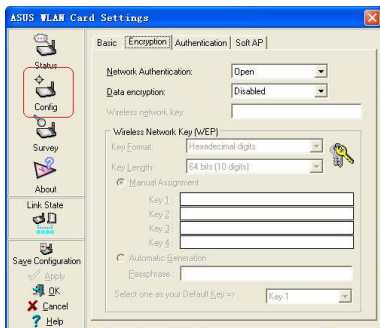 ASUS WLAN Card Settings
Status
Config
Survey
About
Link State
Save Configuration
Apply
OK
Cancel
Help
Basic Encryption Authentication Soft AP
Network Authentication: Open
Data encryption: Disabled
Wireless network key:
Wireless Network Key (WEP)
Key Format: Hexadecimal digits
Key Length: 64 bits (10 digits)
Manual Assignment
Key 1 :
Key 2 :
Key 3 :
Key 4 :
Automatic Generation
Passphrase :
Select one as your Default Key => Key 1